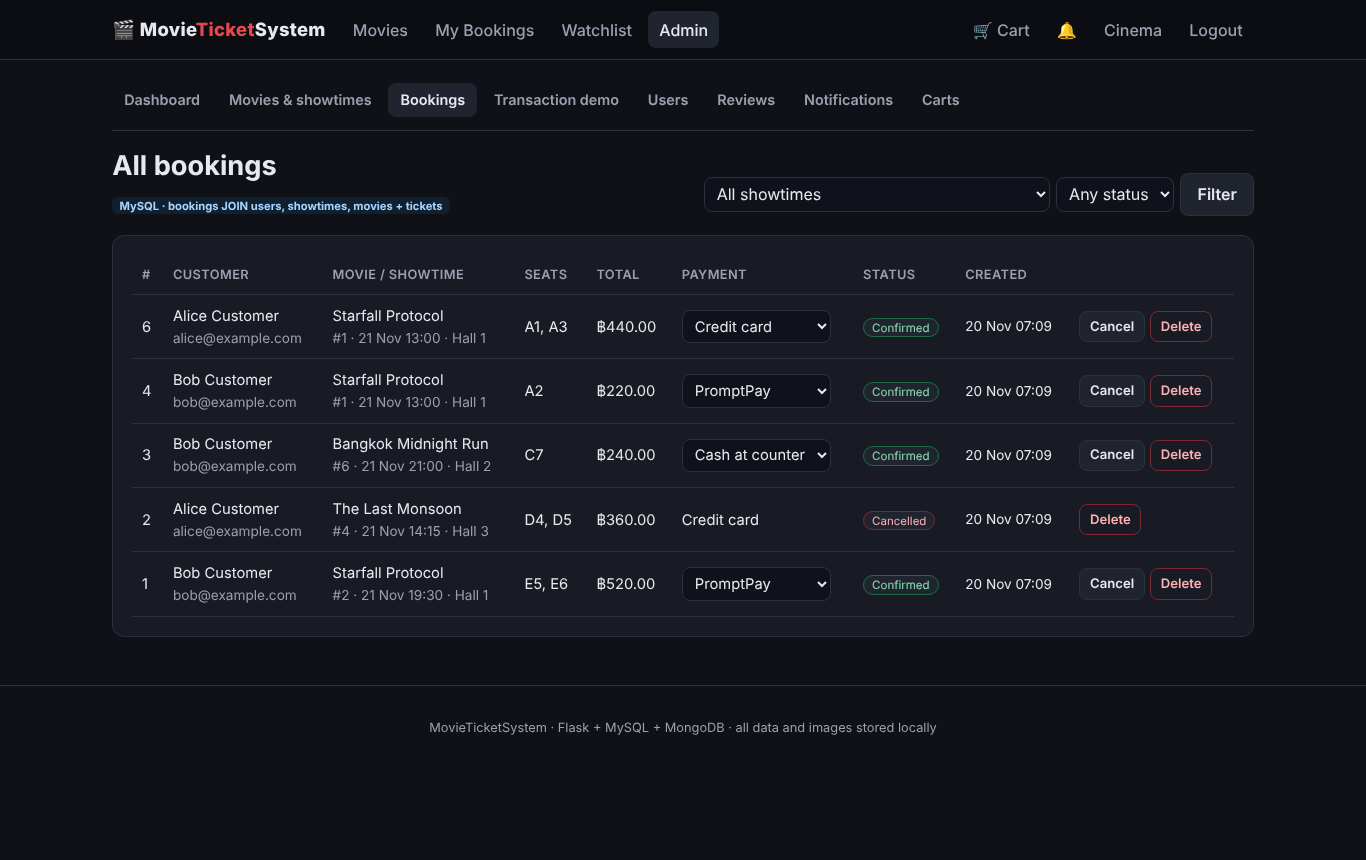 🎬 MovieTicketSystem Movies My Bookings Watchlist Admin 🛒 Cart 🔔 Cinema Logout
Dashboard Movies & showtimes Bookings Transaction demo Users Reviews Notifications Carts
All bookings
All showtimes Any status Filter
MySQL · bookings JOIN users, showtimes, movies + tickets
# CUSTOMER MOVIE / SHOWTIME SEATS TOTAL PAYMENT STATUS CREATED
Alice Customer Starfall Protocol
6 A1, A3 ฿440.00 Credit card Confirmed 20 Nov 07:09 Cancel Delete
alice@example.com #1 · 21 Nov 13:00 · Hall 1
Bob Customer Starfall Protocol
4 A2 ฿220.00 PromptPay Confirmed 20 Nov 07:09 Cancel Delete
bob@example.com #1 · 21 Nov 13:00 · Hall 1
Bob Customer Bangkok Midnight Run
3 C7 ฿240.00 Cash at counter Confirmed 20 Nov 07:09 Cancel Delete
bob@example.com #6 · 21 Nov 21:00 · Hall 2
Alice Customer The Last Monsoon
2 D4, D5 ฿360.00 Credit card Cancelled 20 Nov 07:09 Delete
alice@example.com #4 · 21 Nov 14:15 · Hall 3
Bob Customer Starfall Protocol
1 E5, E6 ฿520.00 PromptPay Confirmed 20 Nov 07:09 Cancel Delete
bob@example.com #2 · 21 Nov 19:30 · Hall 1
MovieTicketSystem · Flask + MySQL + MongoDB · all data and images stored locally